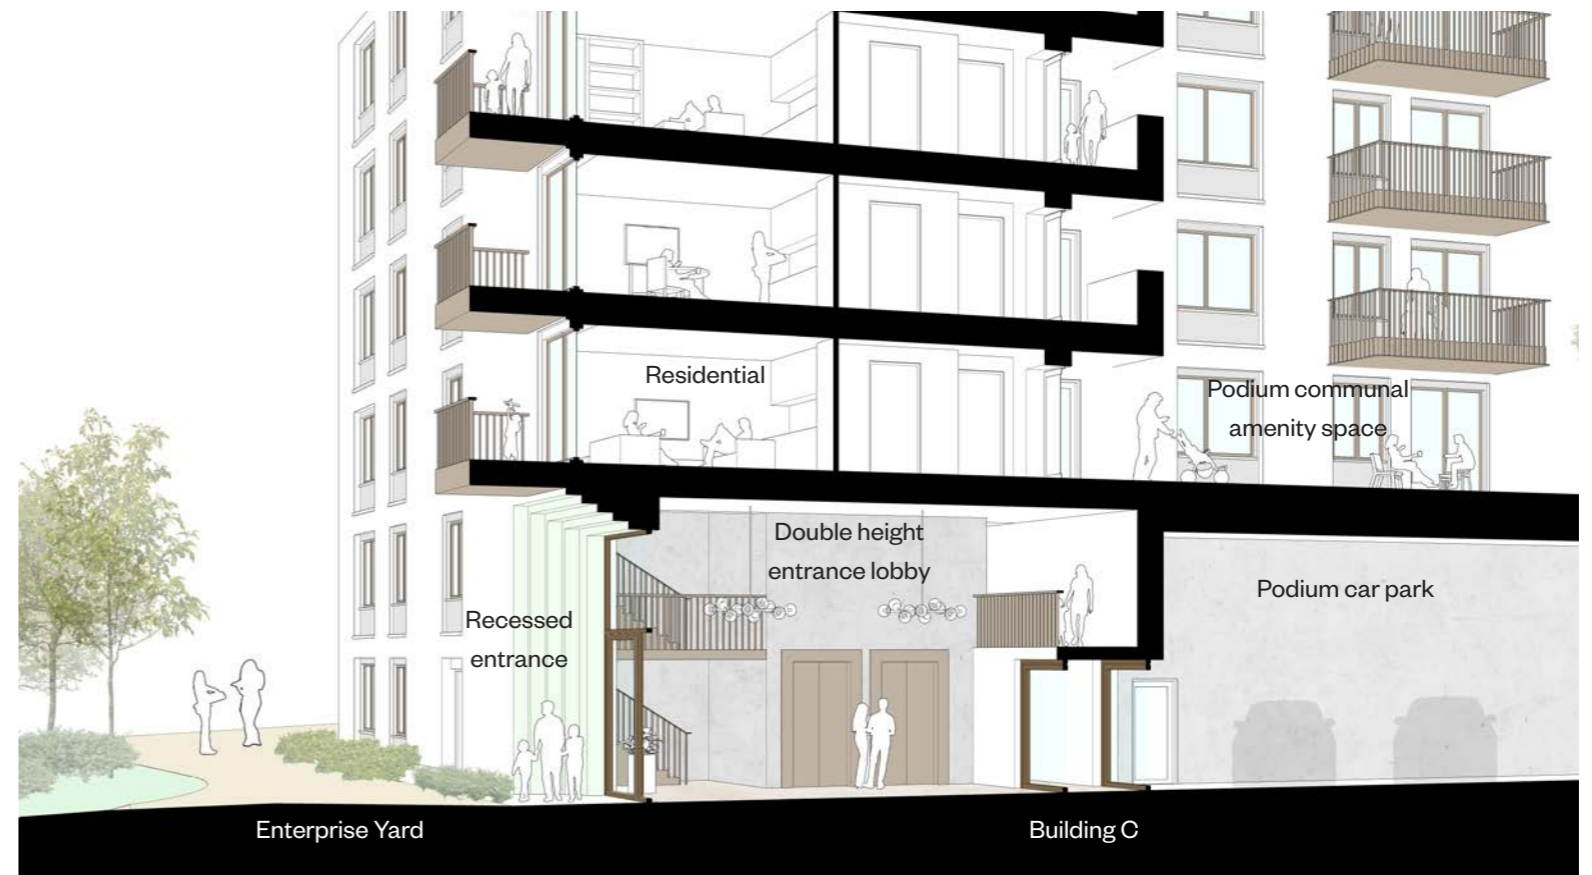 Residential
Podium communal
amenity space
Double height
entrance lobby
Podium car park
Recessed
entrance
Enterprise Yard
Building C